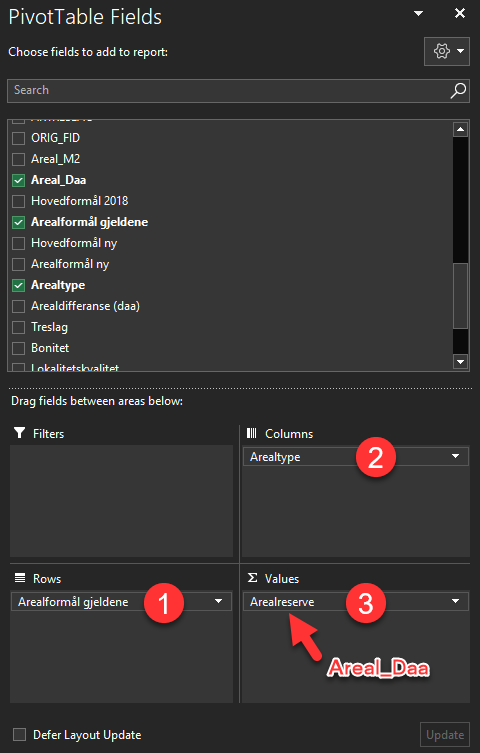 PivotTable Fields
Choose fields to add to report:
Search
ORIG_FID
Areal_M2
Areal_Daa
Hovedformål 2018
Arealformål gjeldene
Hovedformål ny
Arealformål ny
Arealtype
Arealdifferanse (daa)
Treslag
Bonitet
Lokalitetskvalitet
Drag fields between areas below:
Filters
Columns
Arealtype
2
Rows
Values
Arealformål gjeldene
1
Arealreserve
3
Areal_Daa
Defer Layout Update
Update